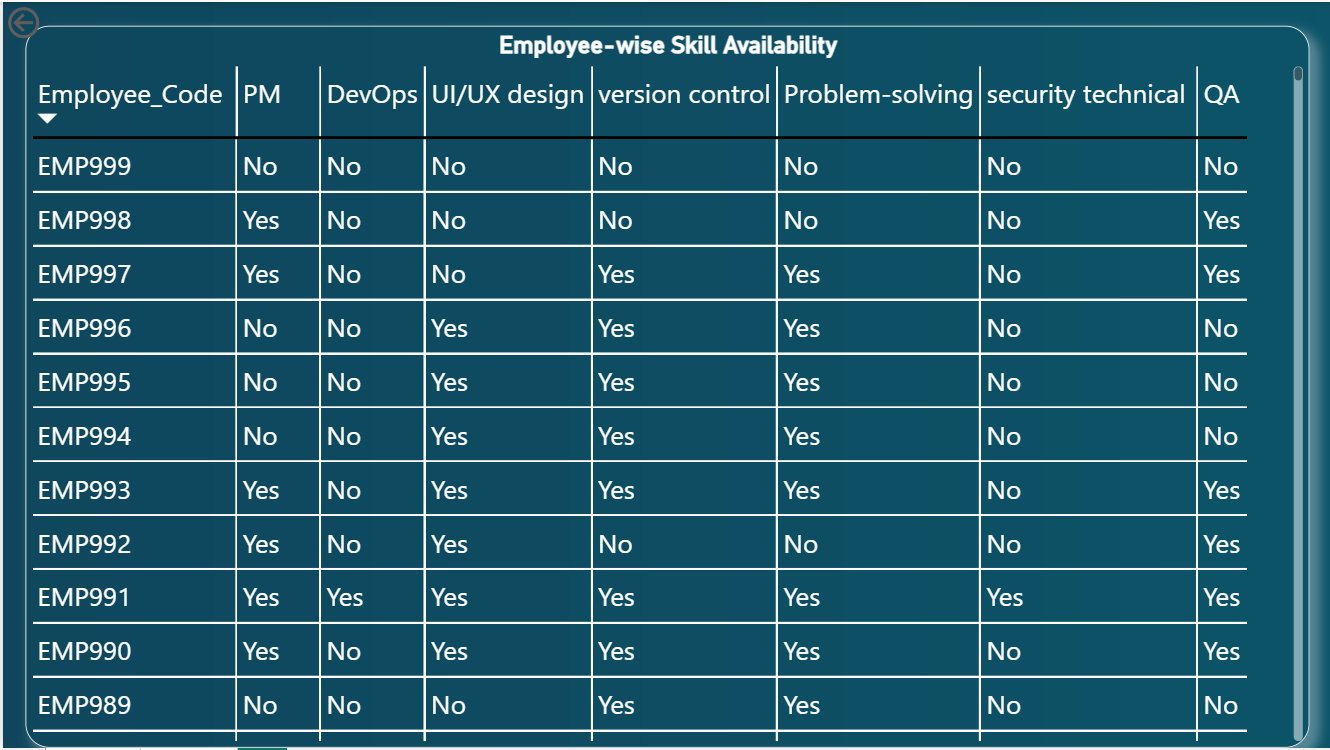 Employee-wise Skill Availability
Employee_Code PM DevOps UI/UX design version control Problem-solving security technical QA
EMP999 No No No No No No No
EMP998 Yes No No No No No Yes
EMP997 Yes No No Yes Yes No Yes
EMP996 No No Yes Yes Yes No No
EMP995 No No Yes Yes Yes No No
EMP994 No No Yes Yes Yes No No
EMP993 Yes No Yes Yes Yes No Yes
EMP992 Yes No Yes No No No Yes
EMP991 Yes Yes Yes Yes Yes Yes Yes
EMP990 Yes No Yes Yes Yes No Yes
EMP989 No No No Yes Yes No No